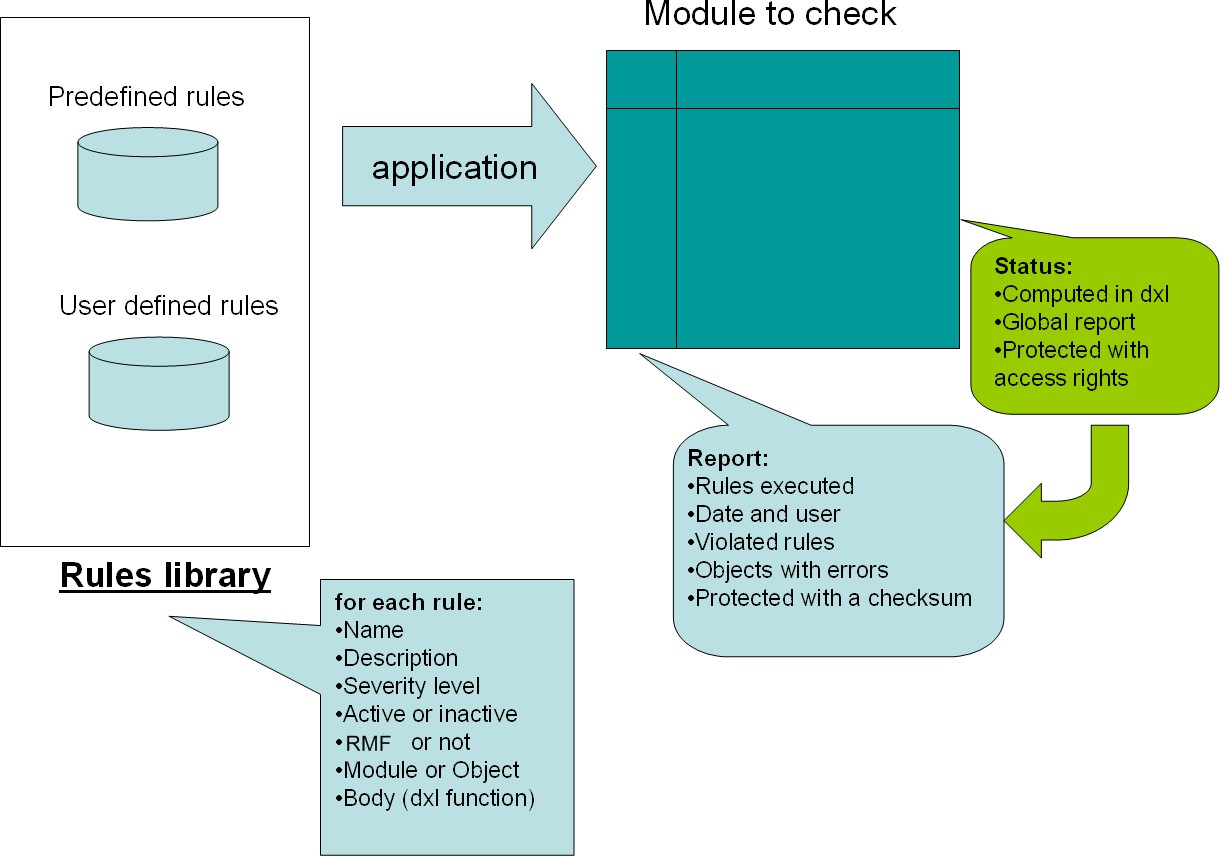 Module to check
Predefined rules
application
User defined rules
Status:
•Computed in dxl
•Global report
•Protected with
access rights
Report:
•Rules executed
•Date and user
•Violated rules
•Objects with errors
•Protected with a checksum
Rules library
for each rule:
•Name
•Description
•Severity level
•Active or inactive
•RMF or not
•Module or Object
•Body (dxl function)